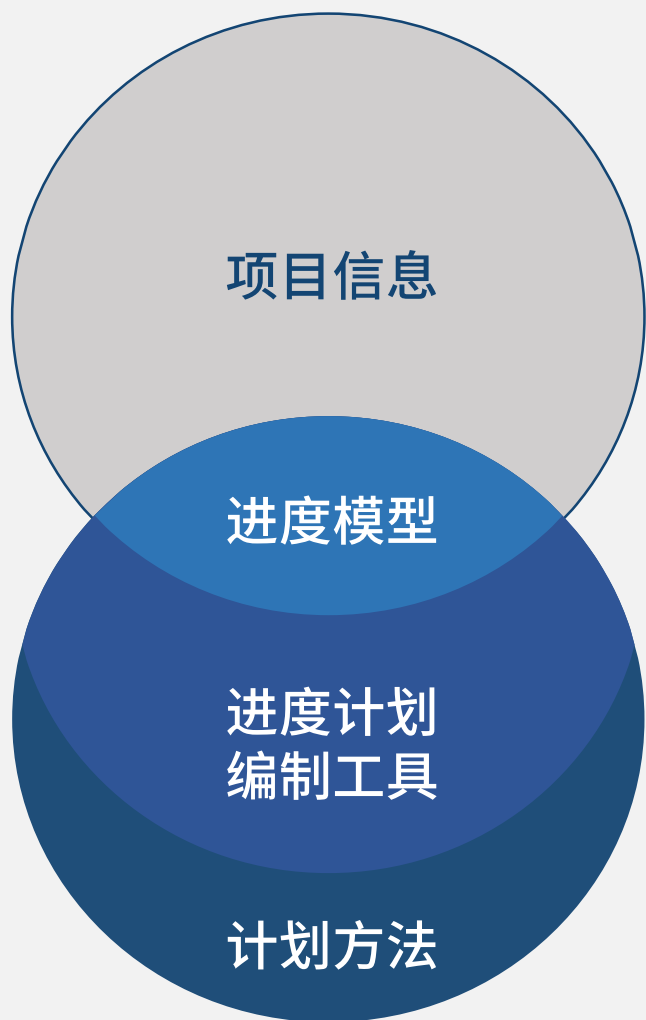 项目信息
进度模型
进度计划
编制工具
计划方法